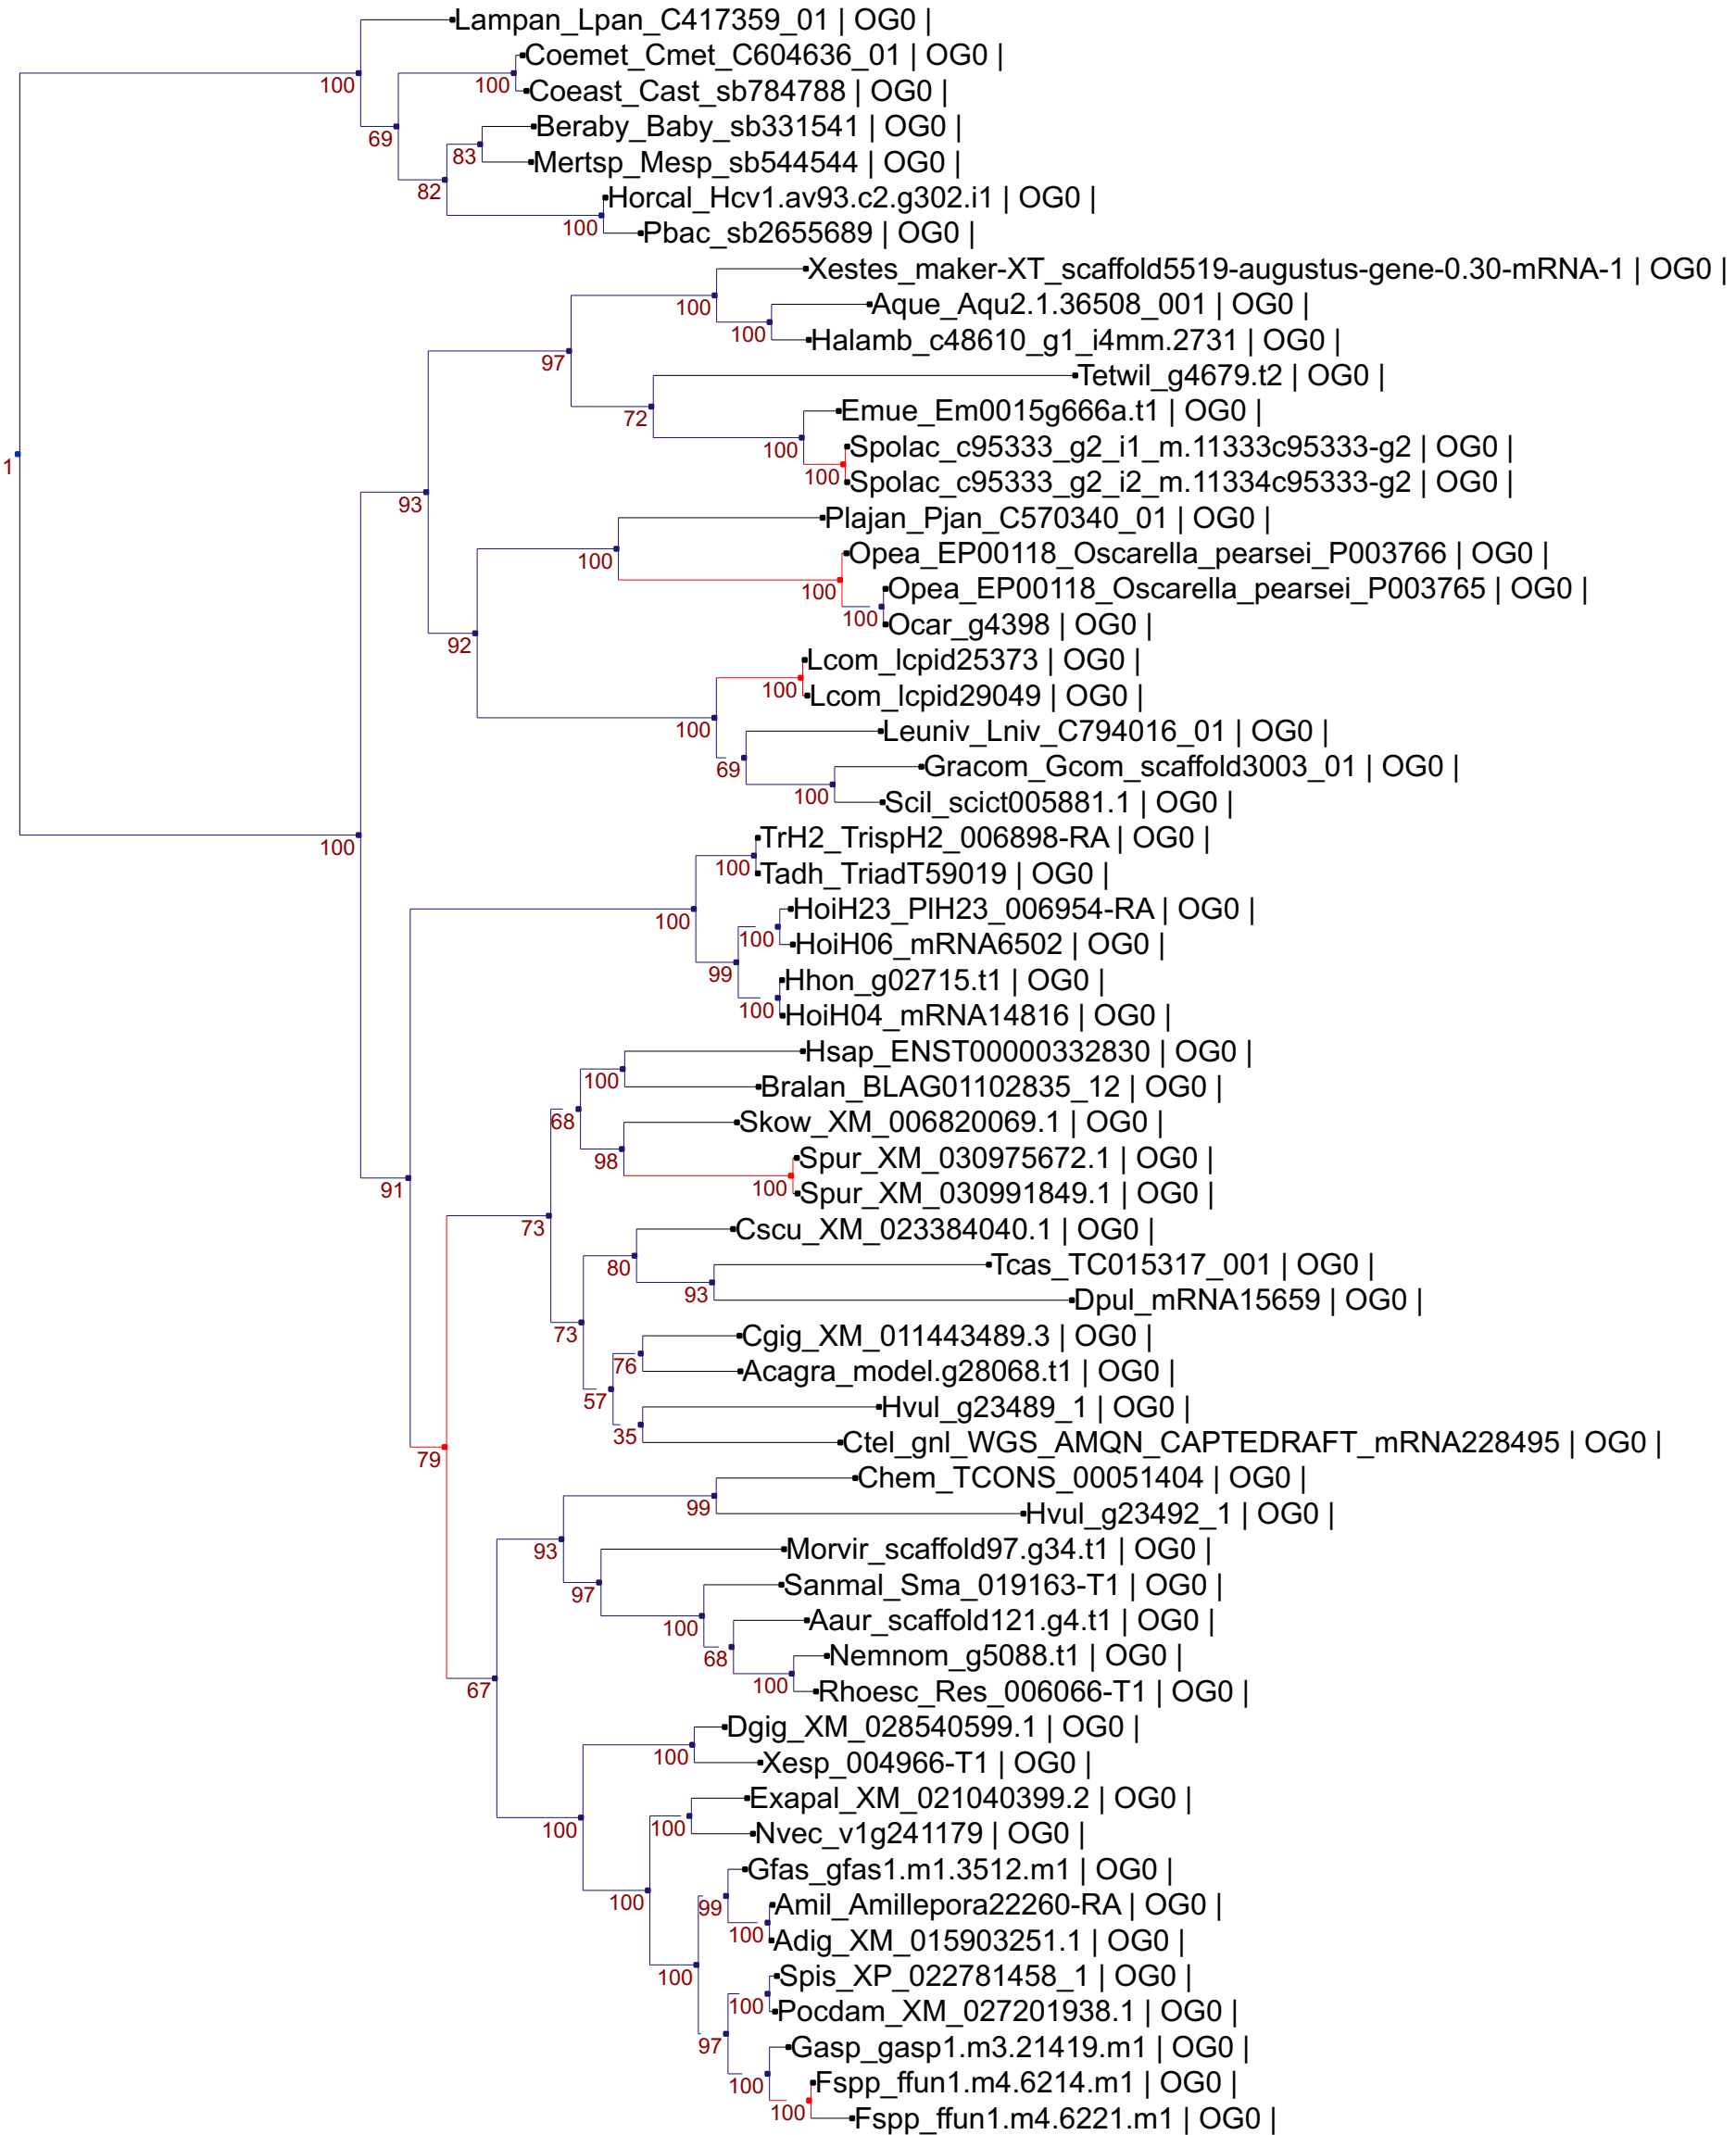 Lampan_Lpan_C417359_01 | OG0 |
Coemet_Cmet_C604636_01 | OG0 |
100
100
Coeast_Cast_sb784788 | OG0 |
Beraby_Baby_sb331541 | OG0 |
69
83
Mertsp_Mesp_sb544544 | OG0 |
82
Horcal_Hcv1.av93.c2.g302.i1 | OG0 |
100
Pbac_sb2655689 | OG0 |
Xestes_maker-XT_scaffold5519-augustus-gene-0.30-mRNA-1 | OG0 |
100
Aque_Aqu2.1.36508_001 | OG0 |
100
Halamb_c48610_g1_i4mm.2731 | OG0 |
97
Tetwil_g4679.t2 | OG0 |
72
Emue_Em0015g666a.t1 | OG0 |
100
Spolac_c95333_g2_i1_m.11333c95333-g2 | OG0 |
1
100
Spolac_c95333_g2_i2_m.11334c95333-g2 | OG0 |
93
Plajan_Pjan_C570340_01 | OG0 |
100
Opea_EP00118_Oscarella_pearsei_P003766 | OG0 |
100
Opea_EP00118_Oscarella_pearsei_P003765 | OG0 |
100
Ocar_g4398 | OG0 |
92
Lcom_lcpid25373 | OG0 |
100
Lcom_lcpid29049 | OG0 |
100
Leuniv_Lniv_C794016_01 | OG0 |
69
Gracom_Gcom_scaffold3003_01 | OG0 |
100
Scil_scict005881.1 | OG0 |
TrH2_TrispH2_006898-RA | OG0 |
100
100
Tadh_TriadT59019 | OG0 |
HoiH23_PlH23_006954-RA | OG0 |
100
100
HoiH06_mRNA6502 | OG0 |
99
Hhon_g02715.t1 | OG0 |
100
HoiH04_mRNA14816 | OG0 |
Hsap_ENST00000332830 | OG0 |
100
Bralan_BLAG01102835_12 | OG0 |
68
Skow_XM_006820069.1 | OG0 |
98
Spur_XM_030975672.1 | OG0 |
91
100
Spur_XM_030991849.1 | OG0 |
73
Cscu_XM_023384040.1 | OG0 |
80
Tcas_TC015317_001 | OG0 |
93
Dpul_mRNA15659 | OG0 |
73
Cgig_XM_011443489.3 | OG0 |
76
Acagra_model.g28068.t1 | OG0 |
57
Hvul_g23489_1 | OG0 |
35
Ctel_gnl_WGS_AMQN_CAPTEDRAFT_mRNA228495 | OG0 |
79
Chem_TCONS_00051404 | OG0 |
99
Hvul_g23492_1 | OG0 |
93
Morvir_scaffold97.g34.t1 | OG0 |
97
Sanmal_Sma_019163-T1 | OG0 |
100
Aaur_scaffold121.g4.t1 | OG0 |
68
Nemnom_g5088.t1 | OG0 |
100
67
Rhoesc_Res_006066-T1 | OG0 |
Dgig_XM_028540599.1 | OG0 |
100
Xesp_004966-T1 | OG0 |
Exapal_XM_021040399.2 | OG0 |
100
100
Nvec_v1g241179 | OG0 |
Gfas_gfas1.m1.3512.m1 | OG0 |
100
99
Amil_Amillepora22260-RA | OG0 |
100
Adig_XM_015903251.1 | OG0 |
100
Spis_XP_022781458_1 | OG0 |
100
Pocdam_XM_027201938.1 | OG0 |
97
Gasp_gasp1.m3.21419.m1 | OG0 |
100
Fspp_ffun1.m4.6214.m1 | OG0 |
100
Fspp_ffun1.m4.6221.m1 | OG0 |